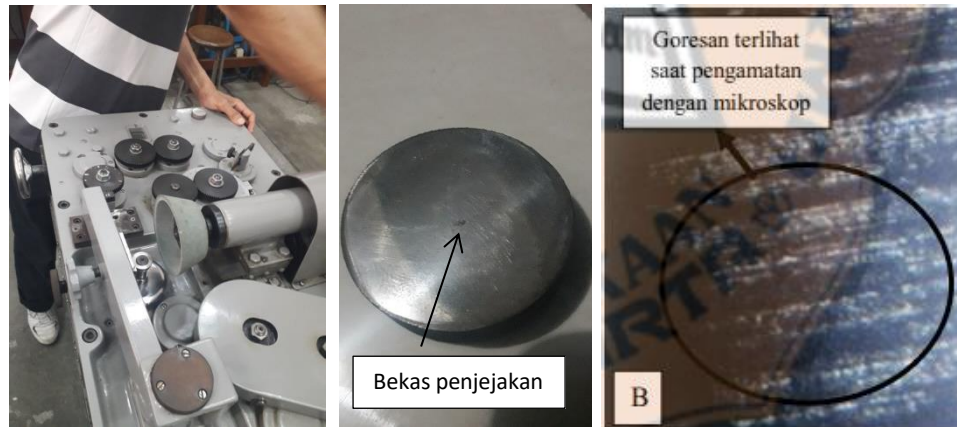 Bekas penjejakan
Goresan terlihat
saat pengamatan
dengan mikroskop
B